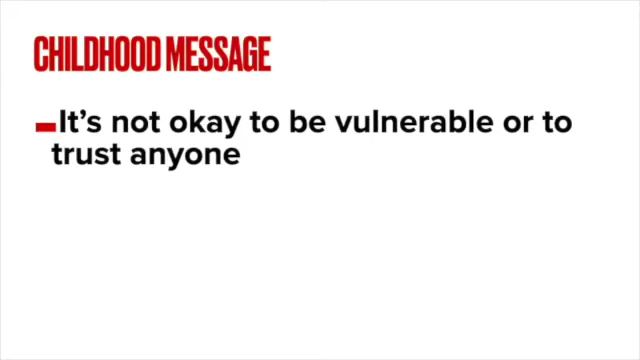 CHILDHOOD MESSAGE
It’s not okay to be vulnerable or to
trust anyone